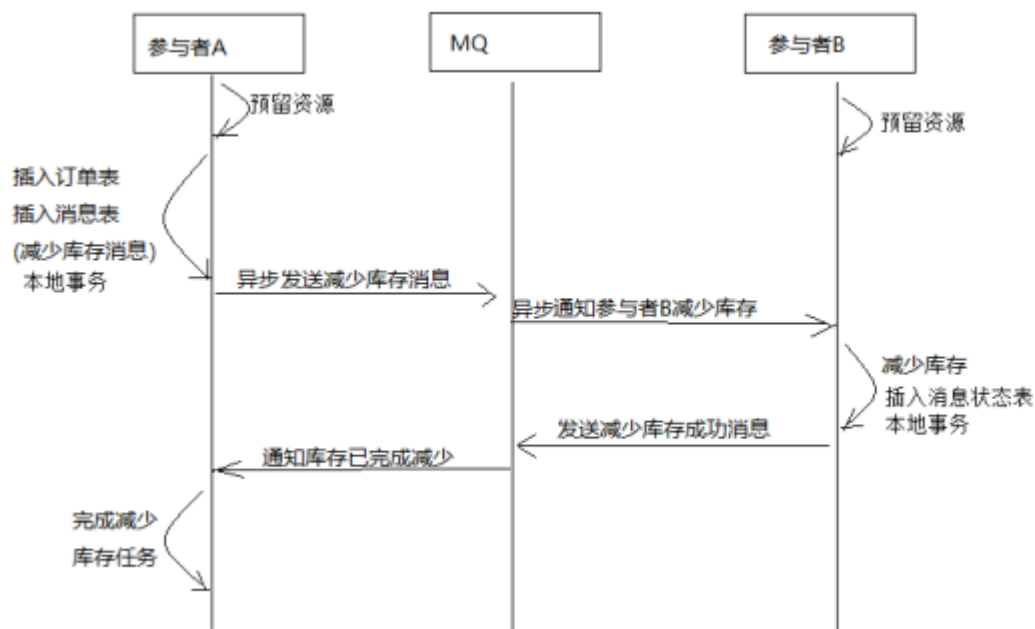 参与者A
MQ
参与者B
预留资源
预留资源
插入订单表
插入消息表
(减少库存消息)
本地事务
异步发送减少库存消息
异步通知参与者B减少库存
减少库存
插入消息状态表
本地事务
发送减少库存成功消息
通知库存已完成减少
完成减少
库存任务